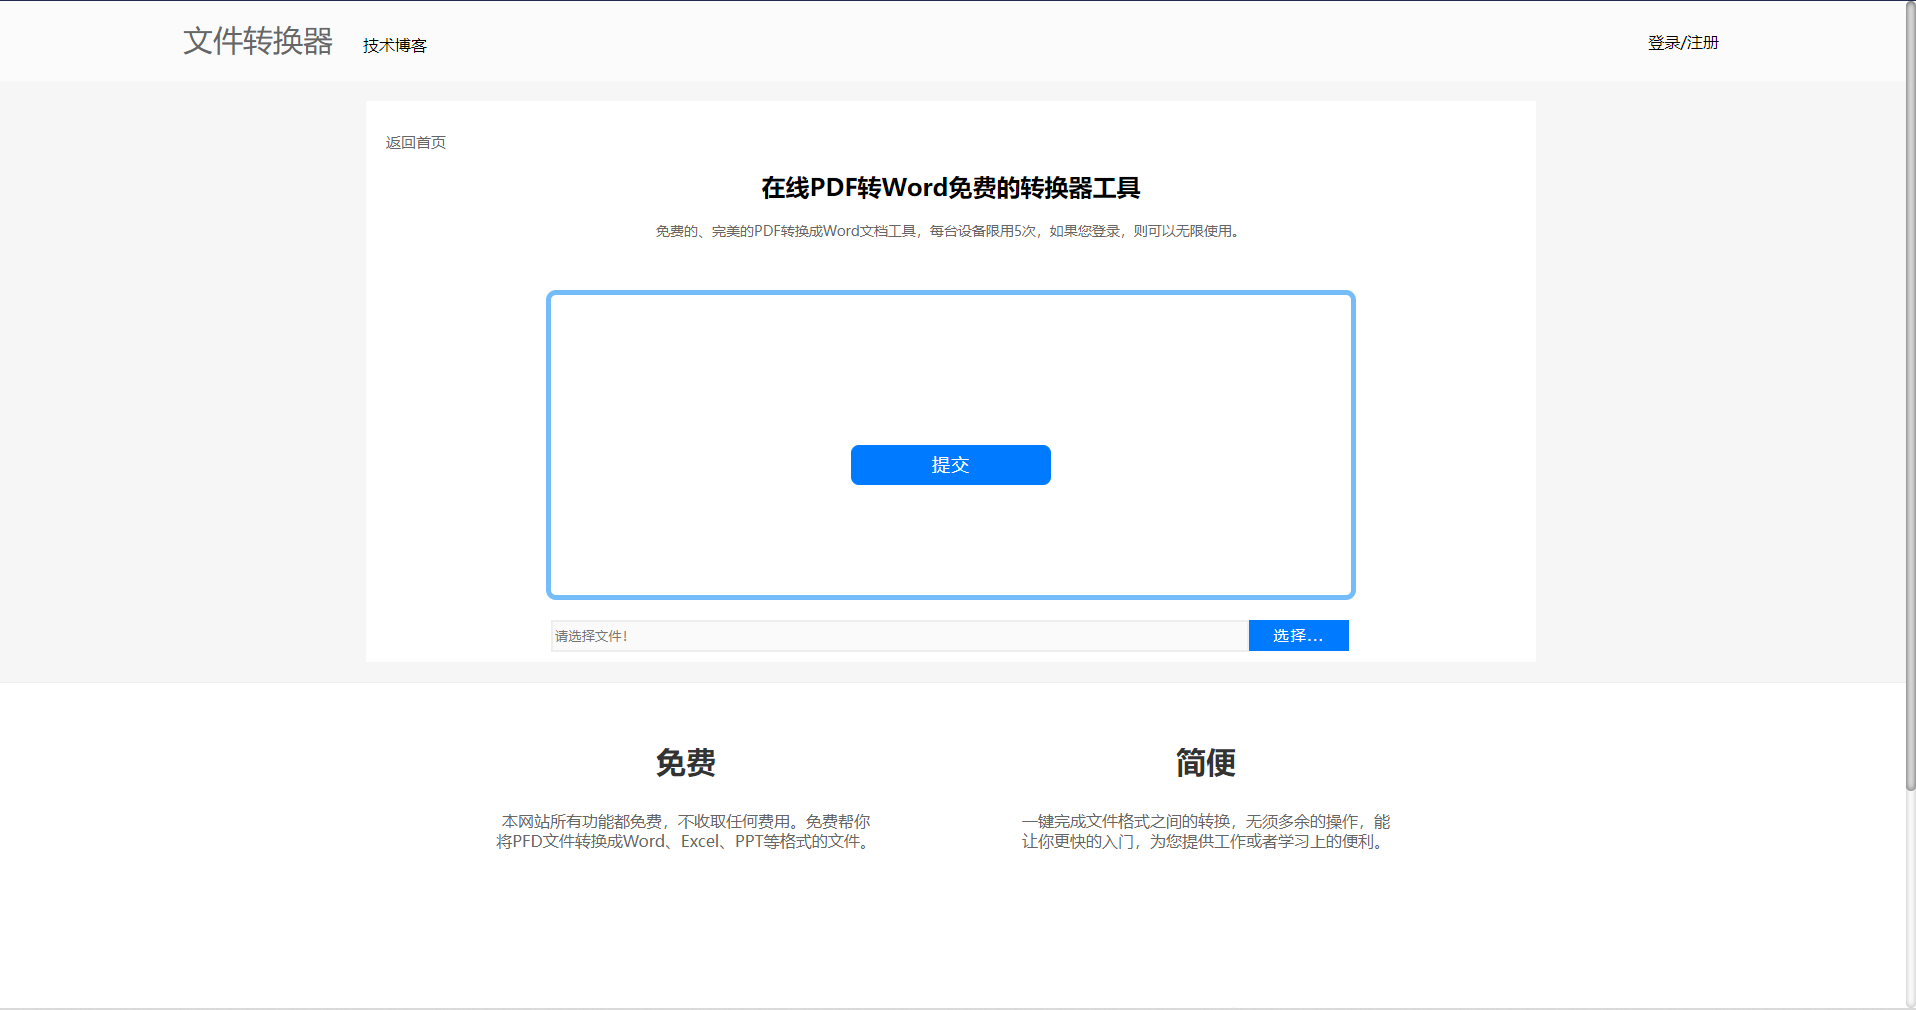 文件转换器
技术博客
登录/注册
返回首页
在线PDF转Word免费的转换器工具
免费的、完美的PDF转换成Word文档工具，每台设备限用5次，如果您登录，则可以无限使用。
提交
请选择文件！
选择...
免费
本网站所有功能都免费，不收取任何费用。免费帮你
将PFD文件转换成Word、Excel、PPT等格式的文件。
简便
一键完成文件格式之间的转换，无须多余的操作，能
让你更快的入门，为您提供工作或者学习上的便利。